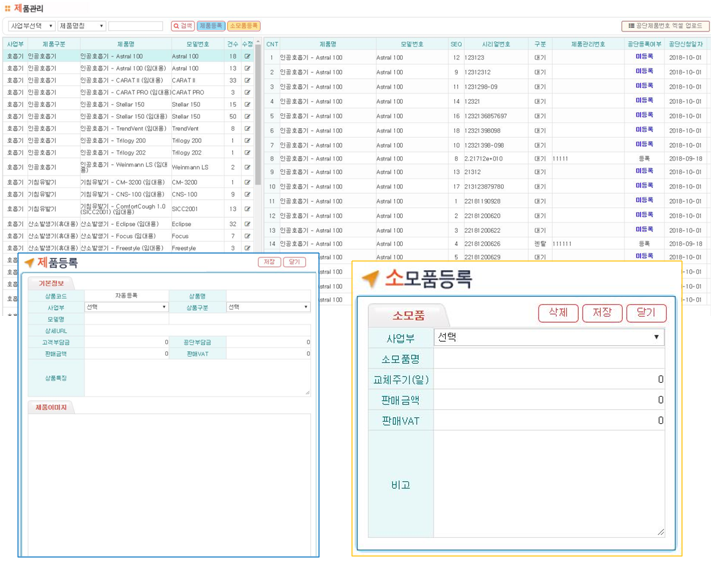 제품관리
사업부선택 제품명칭 검색 제품등록 소모품등록 공단제품번호 엑셀 업로드
사업부 제품구분 제품명 모델번호 건수 수정
호흡기 인공호흡기 인공호흡기 - Astral 100 Astral 100 18
호흡기 인공호흡기 인공호흡기 - Astral 100 (임대용) Astral 100 13
호흡기 인공호흡기 인공호흡기 - CARAT II (임대용) CARAT II 33
호흡기 인공호흡기 인공호흡기 - CARAT PRO (임대용) CARAT PRO 3
호흡기 인공호흡기 인공호흡기 - Stellar 150 Stellar 150 15
호흡기 인공호흡기 인공호흡기 - Stellar 150 (임대용) Stellar 150 50
호흡기 인공호흡기 인공호흡기 - TrendVent (임대용) TrendVent 8
호흡기 인공호흡기 인공호흡기 - Trilogy 200 Trilogy 200 1
호흡기 인공호흡기 인공호흡기 - Trilogy 202 Trilogy 202 1
호흡기 인공호흡기 인공호흡기 - Weinmann LS (임대용) Weinmann LS 2
호흡기 기침유발기 기침유발기 - CM-3200 (임대용) CM-3200 1
호흡기 기침유발기 기침유발기 - CNS-100 (임대용) CNS-100 9
호흡기 기침유발기 기침유발기 - ComfortCough 1.0 (SICC2001) (임대용) SICC2001 13
호흡기 산소발생기(휴대용) 산소발생기 - Eclipse (임대용) Eclipse 32
호흡기 산소발생기(휴대용) 산소발생기 - Focus (임대용) Focus 7
호흡기 산소발생기(휴대용) 산소발생기 - Freestyle (임대용) Freestyle 3
CNT 제품명 모델번호 SEQ 시리얼번호 구분 제품관리번호 공단등록여부 공단신청일자
1 인공호흡기 - Astral 100 Astral 100 12 123123 대기 미등록 2018-10-01
2 인공호흡기 - Astral 100 Astral 100 9 12312312 대기 미등록 2018-10-01
3 인공호흡기 - Astral 100 Astral 100 11 1231298-09 대기 미등록 2018-10-01
4 인공호흡기 - Astral 100 Astral 100 14 12321 대기 미등록 2018-10-01
5 인공호흡기 - Astral 100 Astral 100 16 1232136857697 대기 미등록 2018-10-01
6 인공호흡기 - Astral 100 Astral 100 18 12321398098 대기 미등록 2018-10-01
7 인공호흡기 - Astral 100 Astral 100 10 12321398-098 대기 미등록 2018-10-01
8 인공호흡기 - Astral 100 Astral 100 8 2.21712e+010 대기 11111 등록 2018-09-18
9 인공호흡기 - Astral 100 Astral 100 13 21312 대기 미등록 2018-10-01
10 인공호흡기 - Astral 100 Astral 100 17 213123879780 대기 미등록 2018-10-01
11 인공호흡기 - Astral 100 Astral 100 1 22181190928 대기 미등록 2018-10-01
12 인공호흡기 - Astral 100 Astral 100 2 22181200620 대기 미등록 2018-10-01
13 인공호흡기 - Astral 100 Astral 100 5 22181200622 대기 미등록 2018-10-01
14 인공호흡기 - Astral 100 Astral 100 4 22181200626 렌탈 111111 등록 2018-09-18
22181200629 대기 미등록 2018-10-01
제품등록
저장 닫기
기본정보
상품코드 자동등록 상품명
사업부 선택 상품구분 선택
모델명
상세URL
고객부담금 0 공단부담금 0
판매금액 0 판매VAT 0
상품특징
제품이미지
소모품등록
소모품 삭제 저장 닫기
사업부 선택
소모품명
교체주기(일) 0
판매금액 0
판매VAT 0
비고